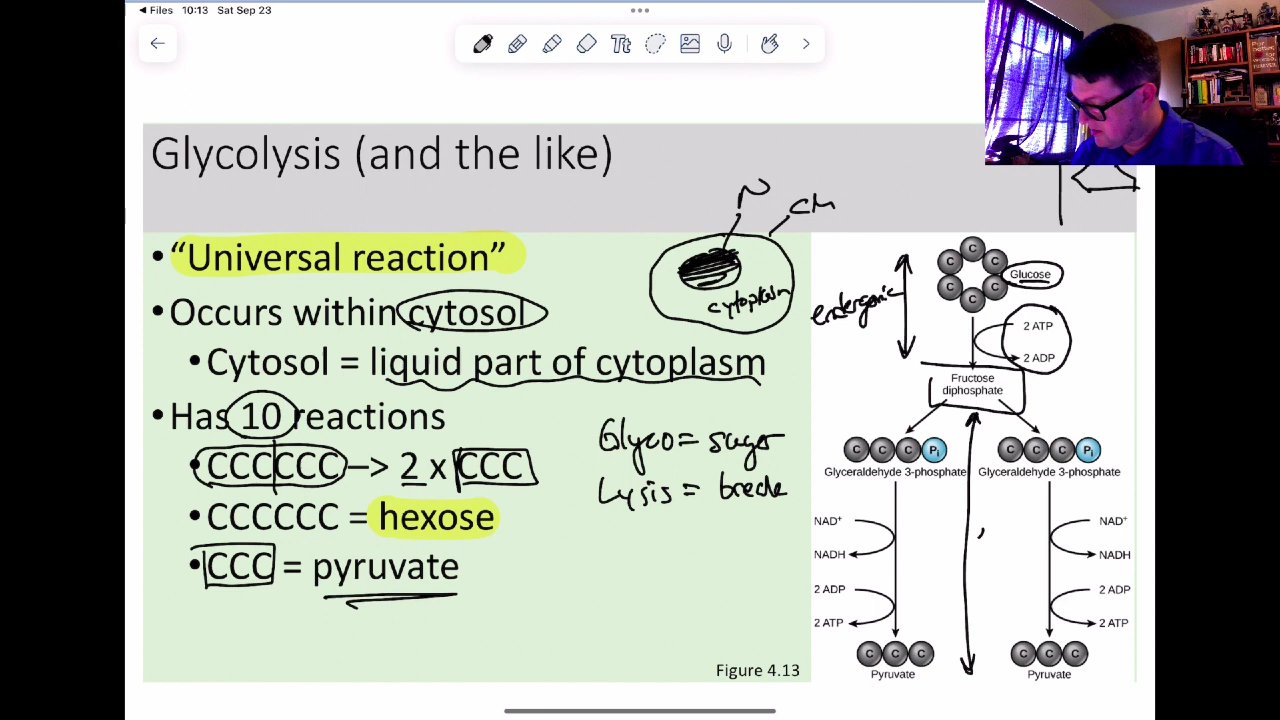 Files 10:13 Sat Sep 23
Tt
Glycolysis (and the like)
N
CM
• "Universal reaction"
cytoplasm
• Occurs within cytosol
• Cytosol = liquid part of cytoplasm
• Has 10 reactions
• CCCCCC –> 2 x CCC
• CCCCCC = hexose
• CCC = pyruvate
Glyco = sugar
Lysis =
Figure 4.13
endergonic
C
C C
C C
C
Glucose
2 ATP
2 ADP
Fructose
diphosphate
C C C Pi C C C Pi
Glyceraldehyde 3-phosphate Glyceraldehyde 3-phosphate
NAD+ NAD+
NADH NADH
2 ADP 2 ADP
2 ATP 2 ATP
C C C C C C
Pyruvate Pyruvate